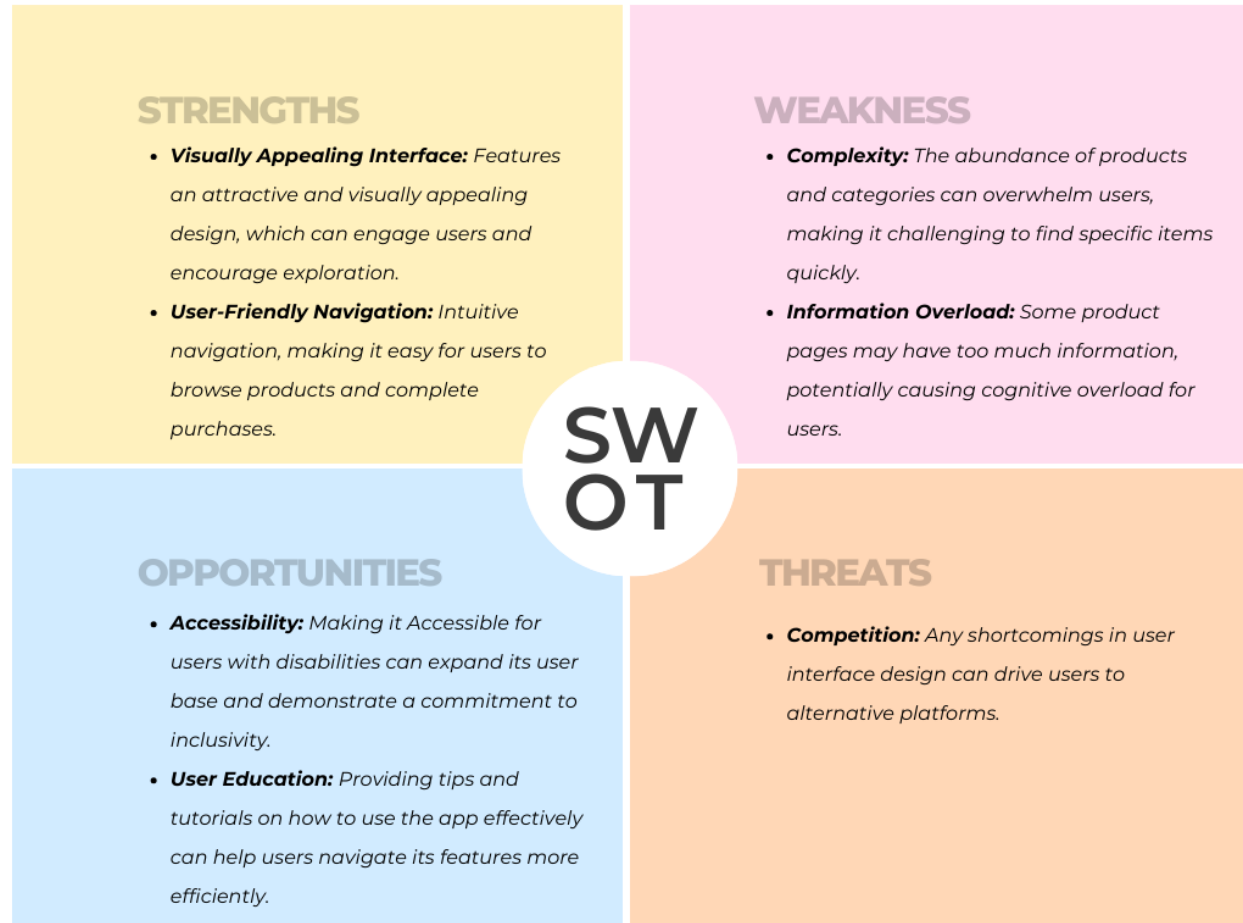 STRENGTHS
• Visually Appealing Interface: Features
an attractive and visually appealing
design, which can engage users and
encourage exploration.
• User-Friendly Navigation: Intuitive
navigation, making it easy for users to
browse products and complete
purchases.
WEAKNESS
• Complexity: The abundance of products
and categories can overwhelm users,
making it challenging to find specific items
quickly.
• Information Overload: Some product
pages may have too much information,
potentially causing cognitive overload for
users.
SW
OT
OPPORTUNITIES
• Accessibility: Making it Accessible for
users with disabilities can expand its user
base and demonstrate a commitment to
inclusivity.
• User Education: Providing tips and
tutorials on how to use the app effectively
can help users navigate its features more
efficiently.
THREATS
• Competition: Any shortcomings in user
interface design can drive users to
alternative platforms.